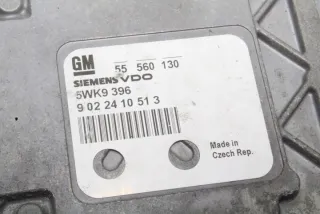 GM 55 560 130
SIEMENS VDO
5WK9 396
9 02 24 10 51 3
Made in
Czech Rep.